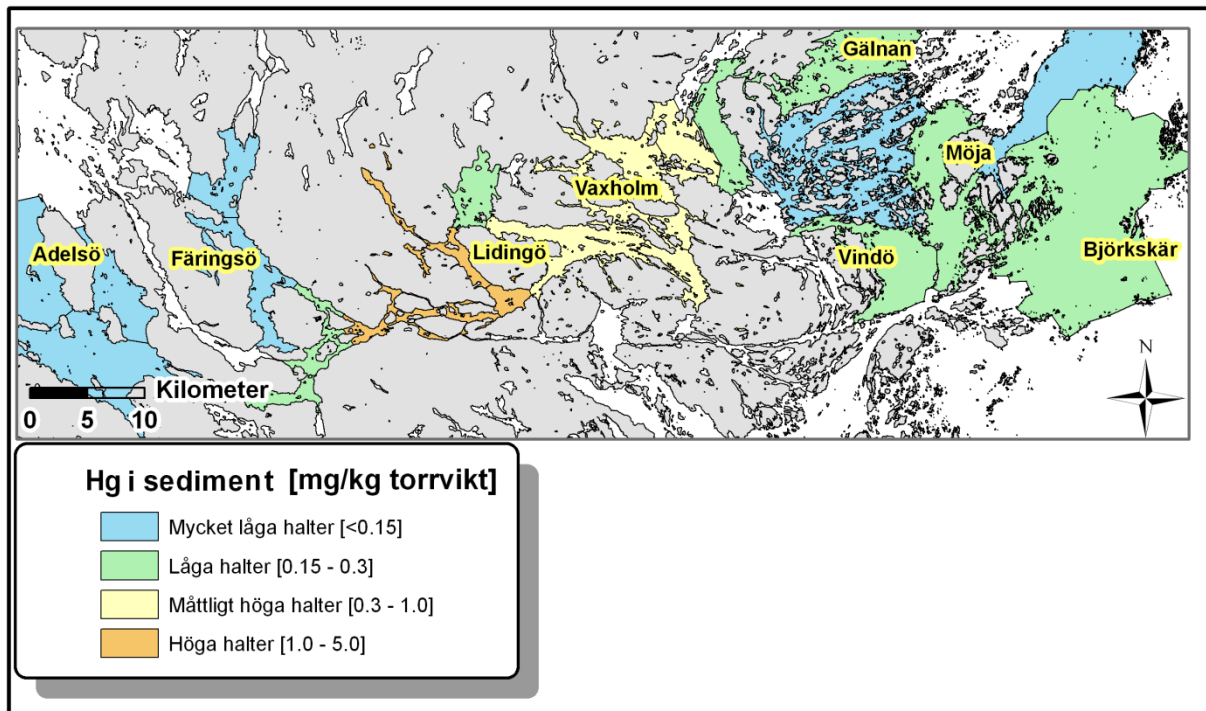 Gälnan
Möja
Vaxholm
Adelsö
Färingsö
Lidingö
Vindö
Björkskär
N
Kilometer
0 5 10
Hg i sediment [mg/kg torrvikt]
Mycket låga halter [<0.15]
Låga halter [0.15 - 0.3]
Måttligt höga halter [0.3 - 1.0]
Höga halter [1.0 - 5.0]